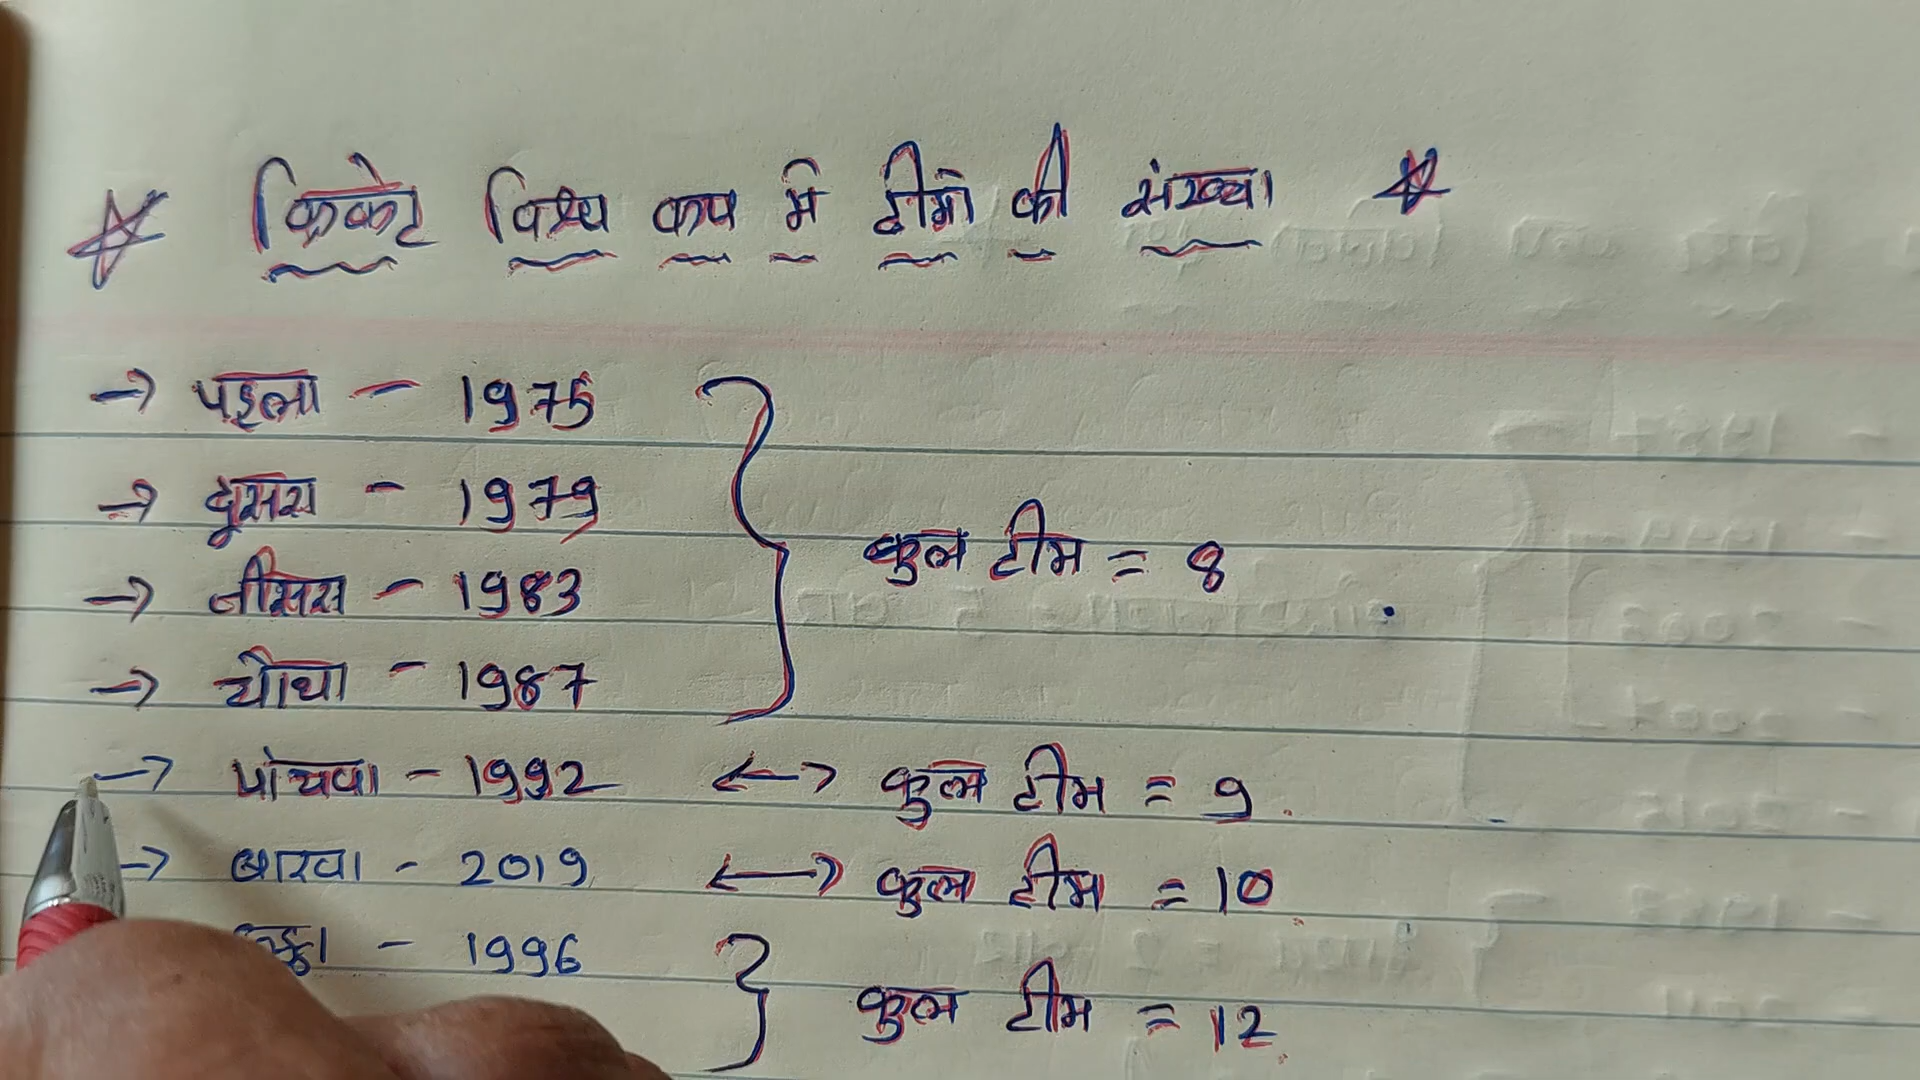 क्रिकेट विश्व कप में टीमों की संख्या
→ पहला - 1975
→ दूसरा - 1979
→ तीसरा - 1983
→ चौथा - 1987
कुल टीम = 8
→ पांचवा - 1992 ↔ कुल टीम = 9
→ बारवा - 2019 ↔ कुल टीम = 10
1996
कुल टीम = 12